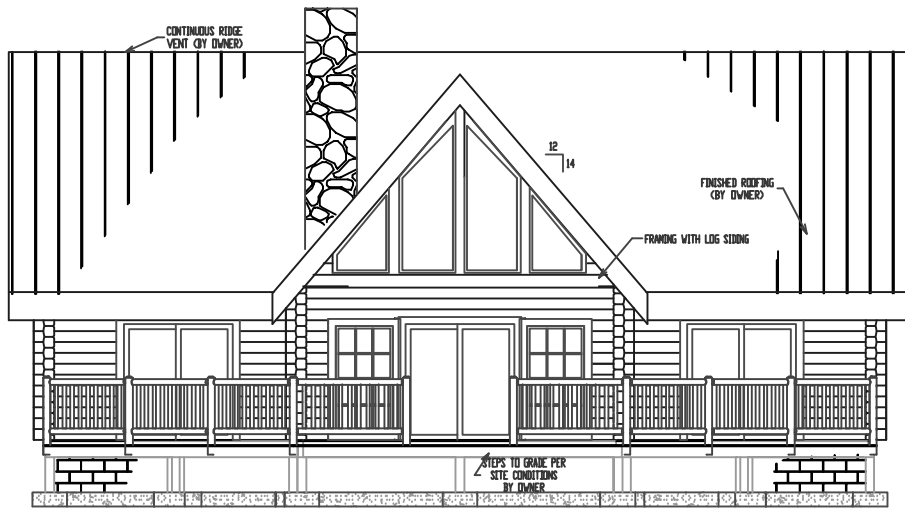 CONTINUOUS RIDGE
VENT (BY OWNER)
12
14
FINISHED ROOFING
(BY OWNER)
FRAMING WITH LOG SIDING
STEPS TO GRADE PER
SITE CONDITIONS
BY OWNER